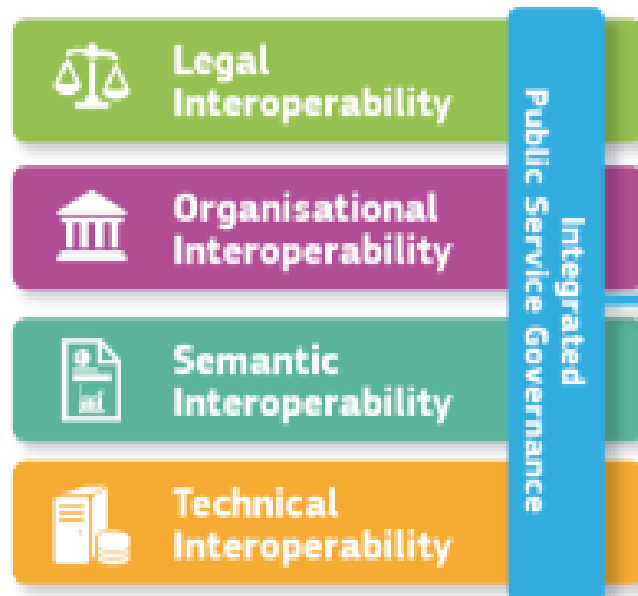 Legal
Interoperability
Organisational
Interoperability
Semantic
Interoperability
Technical
Interoperability
Integrated
Public Service Governance